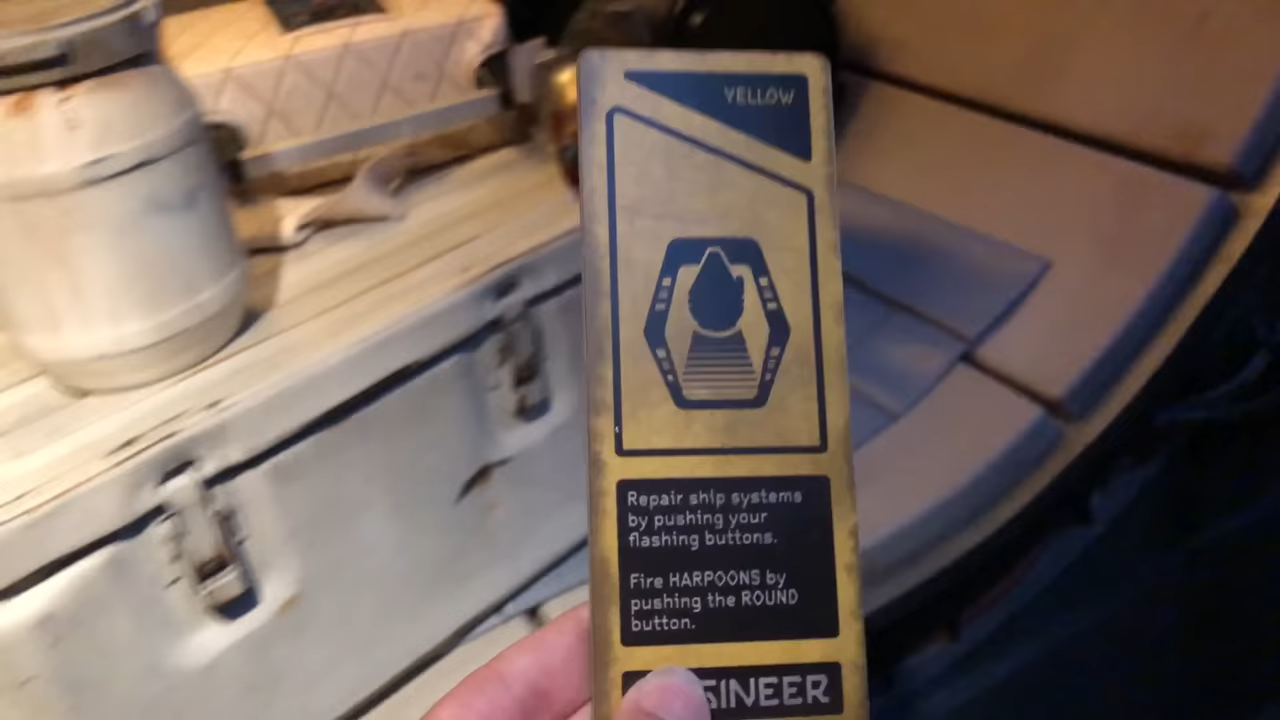 YELLOW
Repair ship systems
by pushing your
flashing buttons.
Fire HARPOONS by
pushing the ROUND
button.